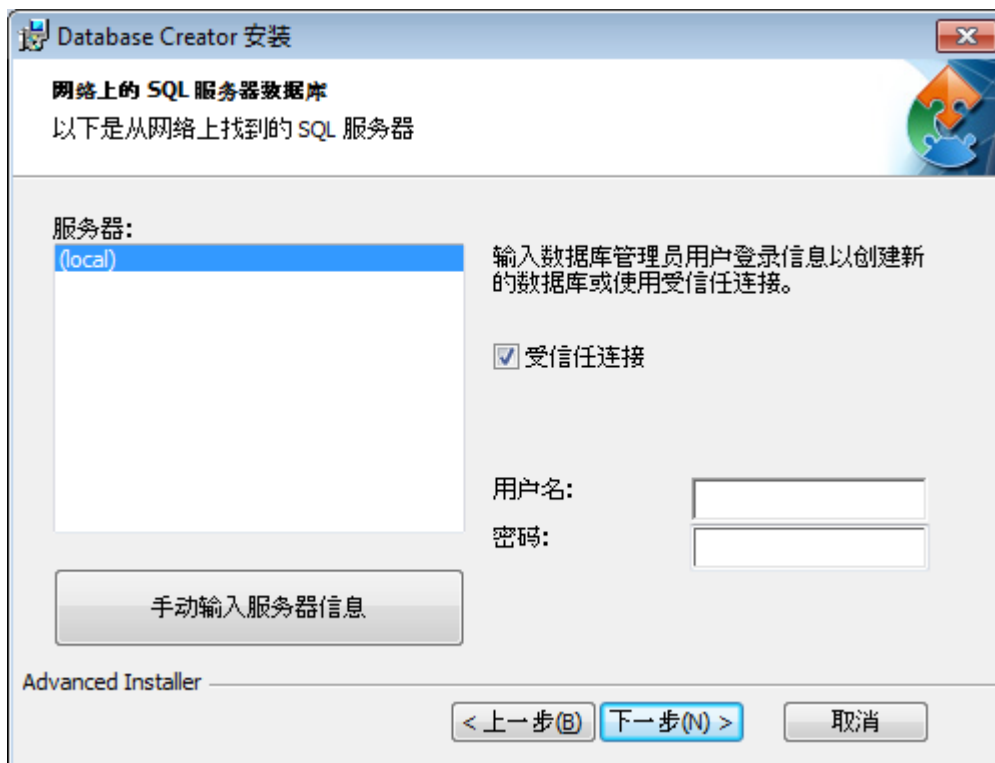 Database Creator 安装
网络上的 SQL 服务器数据库
以下是从网络上找到的 SQL 服务器
服务器:
(local)
输入数据库管理员用户登录信息以创建新
的数据库或使用受信任连接。
受信任连接
用户名:
密码:
手动输入服务器信息
Advanced Installer
< 上一步(B)
下一步(N) >
取消